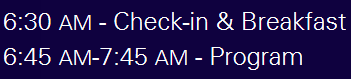 6:30 AM - Check-in & Breakfast
6:45 AM-7:45 AM - Program